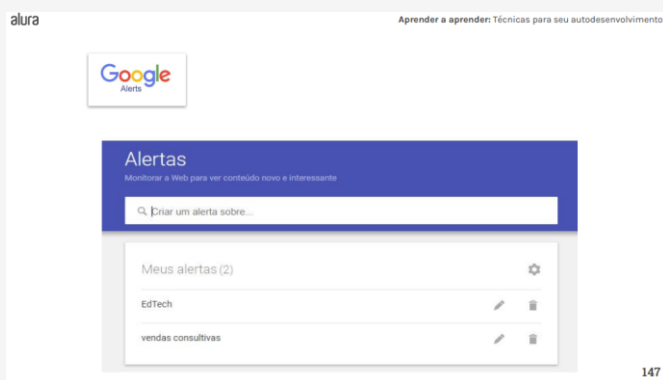 alura
Aprender a aprender: Técnicas para seu autodesenvolvimento
Google
Alerts
Alertas
Monitorar a Web para ver conteúdo novo e interessante
Criar um alerta sobre...
Meus alertas (2)
EdTech
vendas consultivas
147